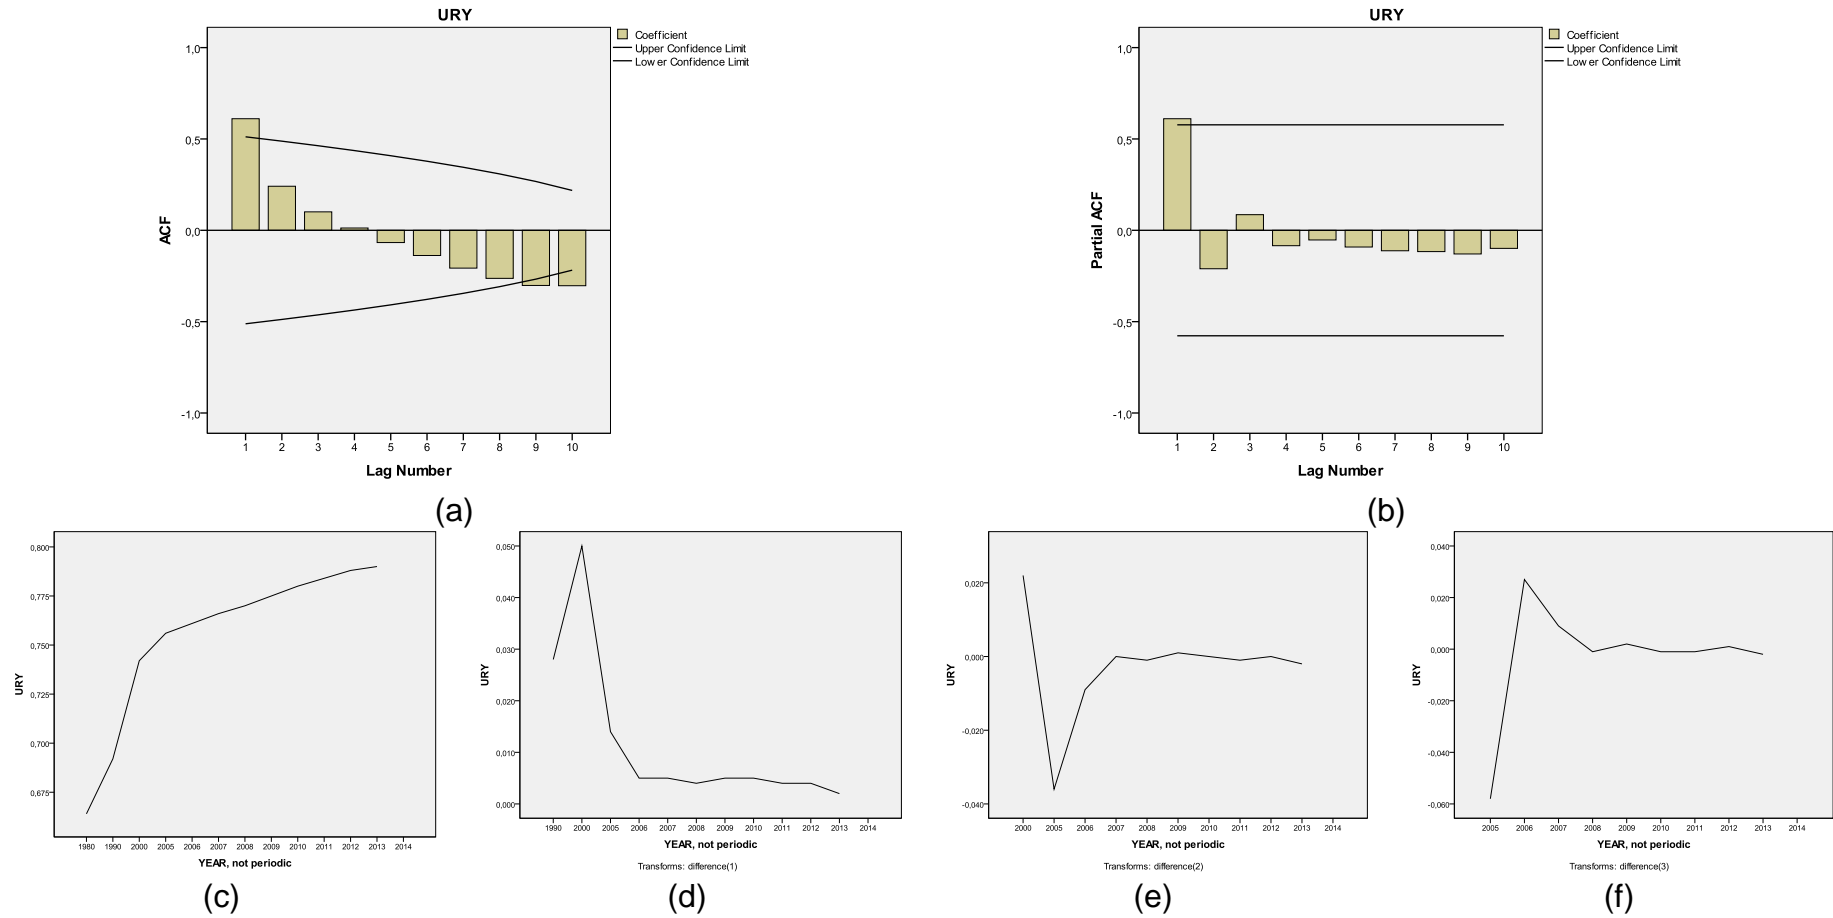 URY
Coefficient
Upper Confidence Limit
Lower Confidence Limit
1,0
0,5
0,0
-0,5
-1,0
ACF
1 2 3 4 5 6 7 8 9 10
Lag Number
(a)
URY
Coefficient
Upper Confidence Limit
Lower Confidence Limit
1,0
0,5
0,0
-0,5
-1,0
Partial ACF
1 2 3 4 5 6 7 8 9 10
Lag Number
(b)
0,800
0,775
0,750
0,725
0,700
0,675
URY
1980 1990 2000 2005 2006 2007 2008 2009 2010 2011 2012 2013 2014
YEAR, not periodic
(c)
0,050
0,040
0,030
0,020
0,010
0,000
URY
1990 2000 2005 2006 2007 2008 2009 2010 2011 2012 2013 2014
YEAR, not periodic
Transforms: difference(1)
(d)
0,020
0,000
-0,020
-0,040
URY
2000 2005 2006 2007 2008 2009 2010 2011 2012 2013 2014
YEAR, not periodic
Transforms: difference(2)
(e)
0,040
0,020
0,000
-0,020
-0,040
-0,060
URY
2005 2006 2007 2008 2009 2010 2011 2012 2013 2014
YEAR, not periodic
Transforms: difference(3)
(f)